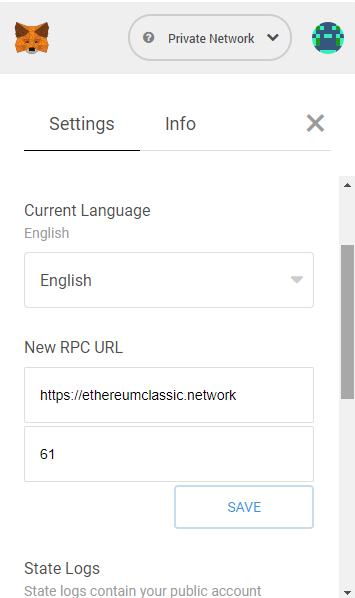 Private Network
Settings Info
Current Language
English
English
New RPC URL
https://ethereumclassic.network
61
SAVE
State Logs
State logs contain your public account